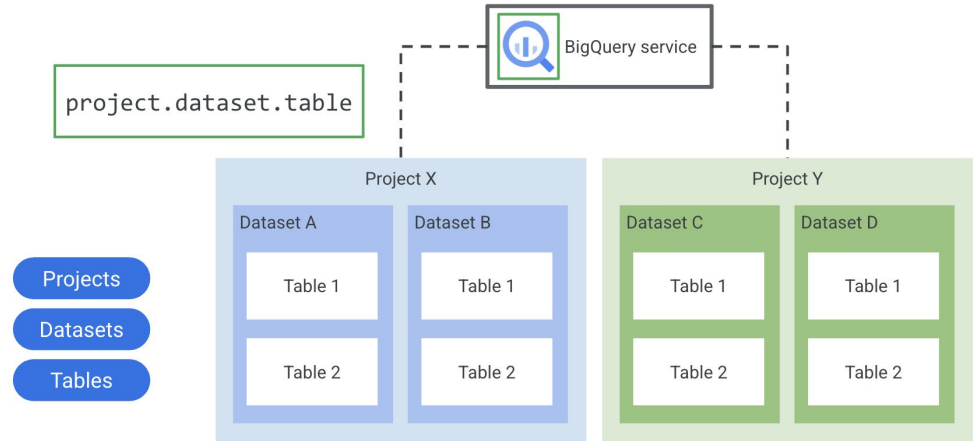 BigQuery service
project.dataset.table
Project X
Dataset A
Table 1
Table 2
Dataset B
Table 1
Table 2
Project Y
Dataset C
Table 1
Table 2
Dataset D
Table 1
Table 2
Projects
Datasets
Tables